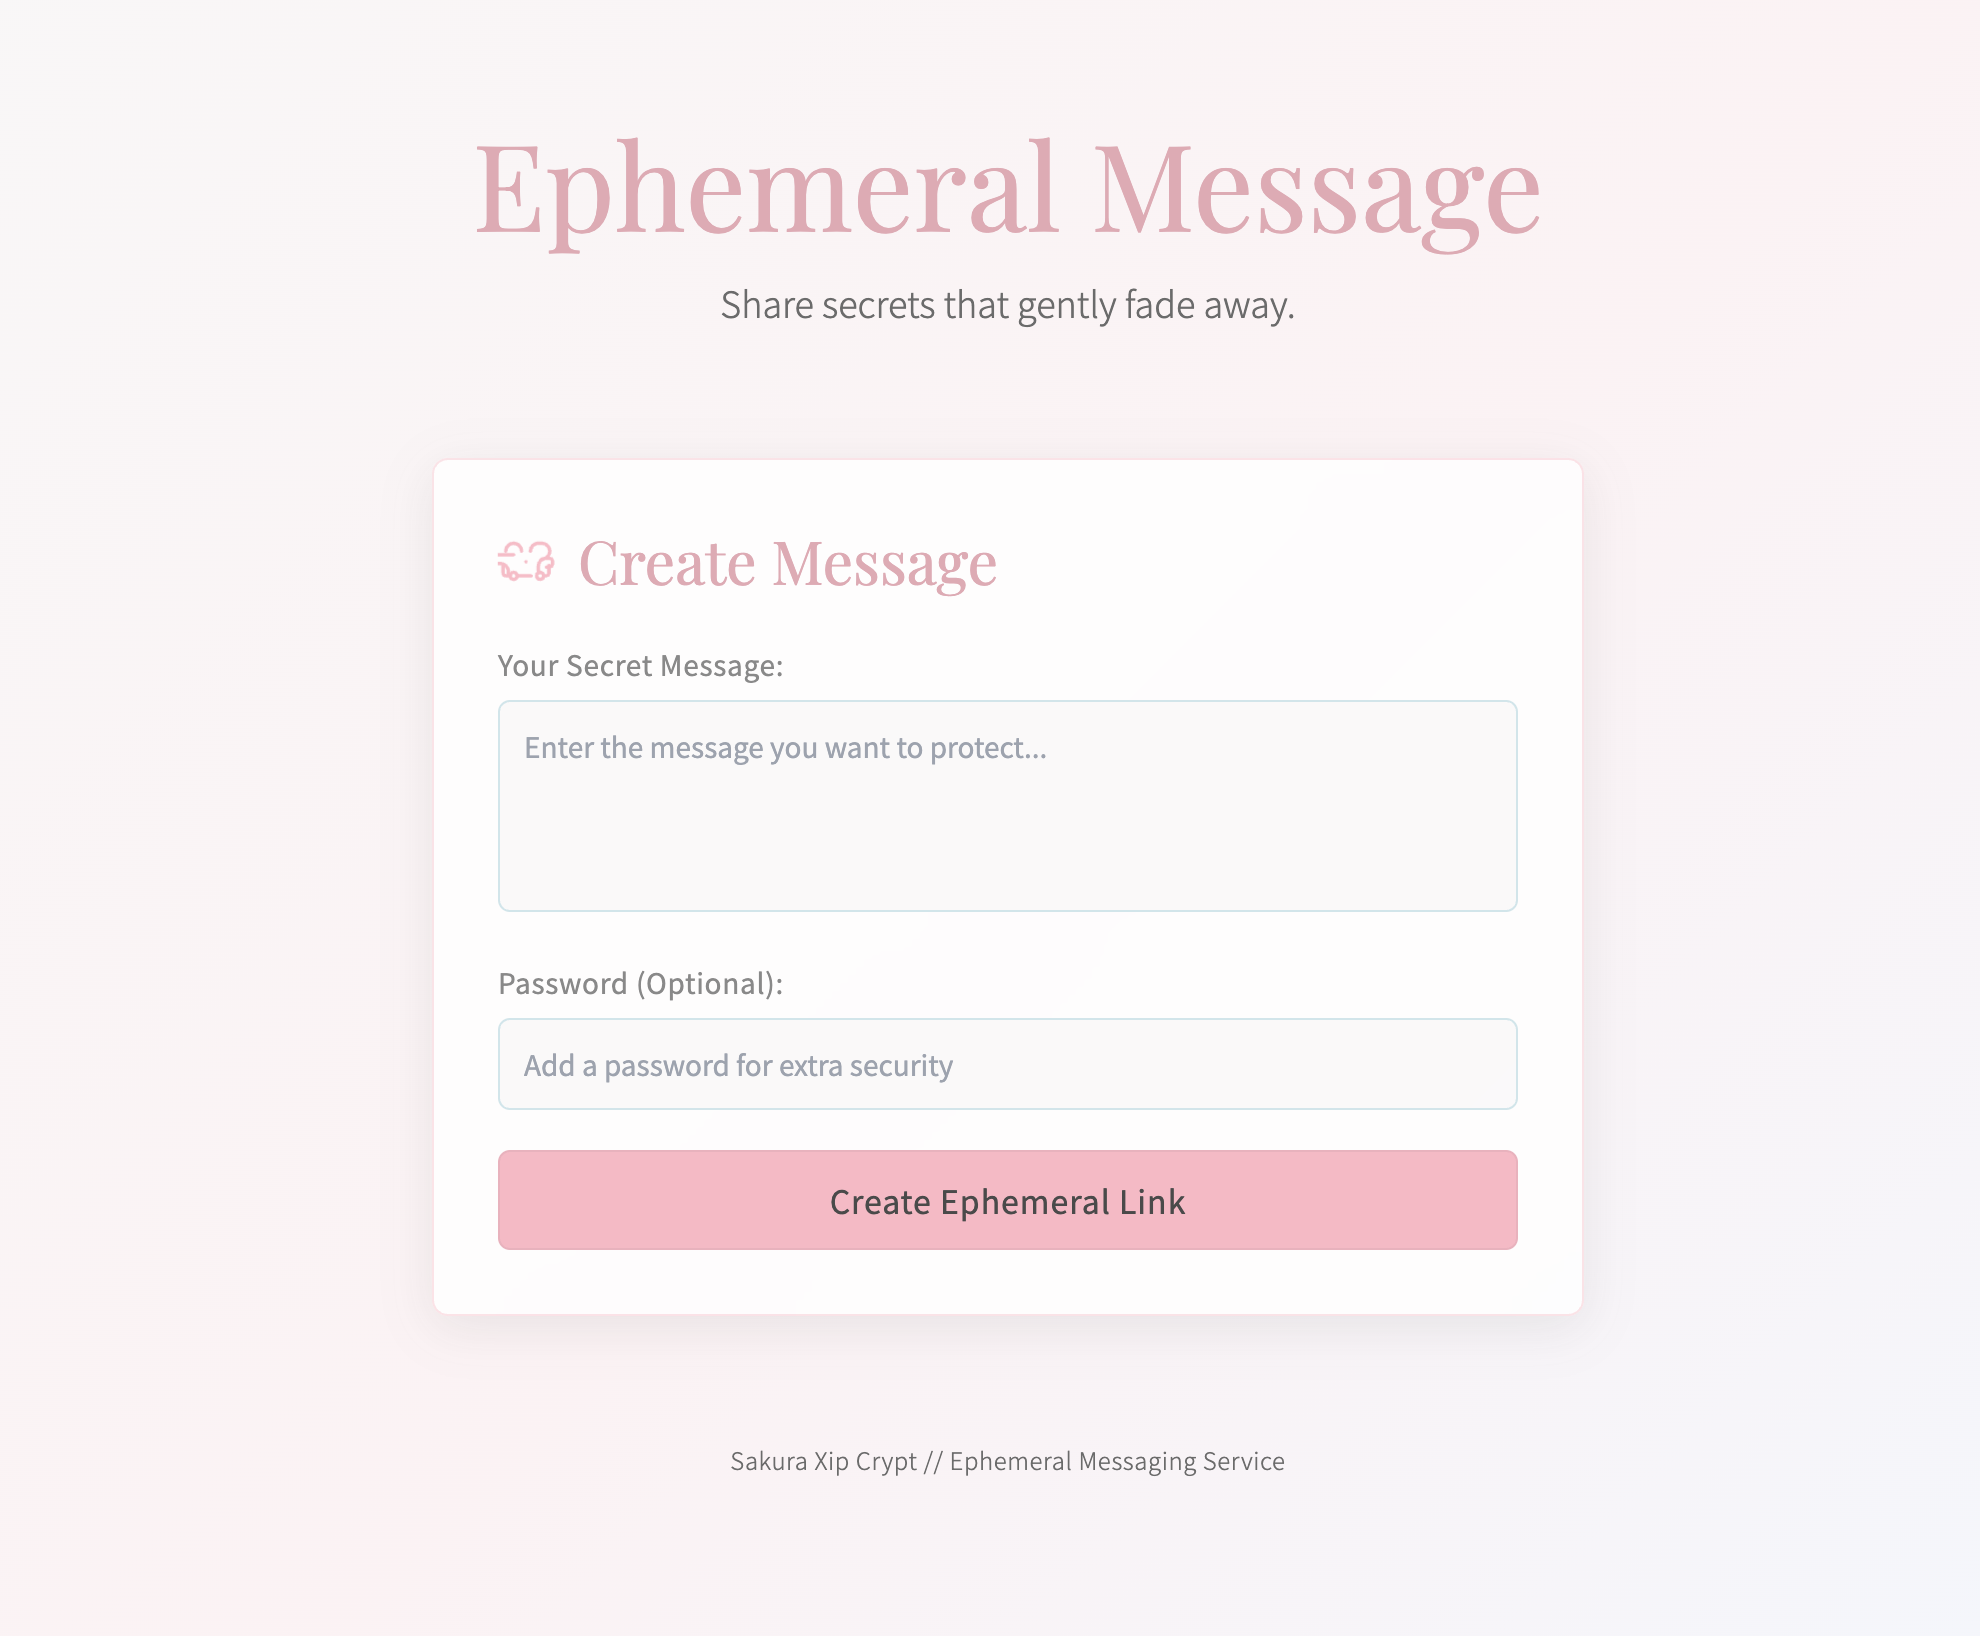 Ephemeral Message
Share secrets that gently fade away.
Create Message
Your Secret Message:
Enter the message you want to protect...
Password (Optional):
Add a password for extra security
Create Ephemeral Link
Sakura Xip Crypt // Ephemeral Messaging Service